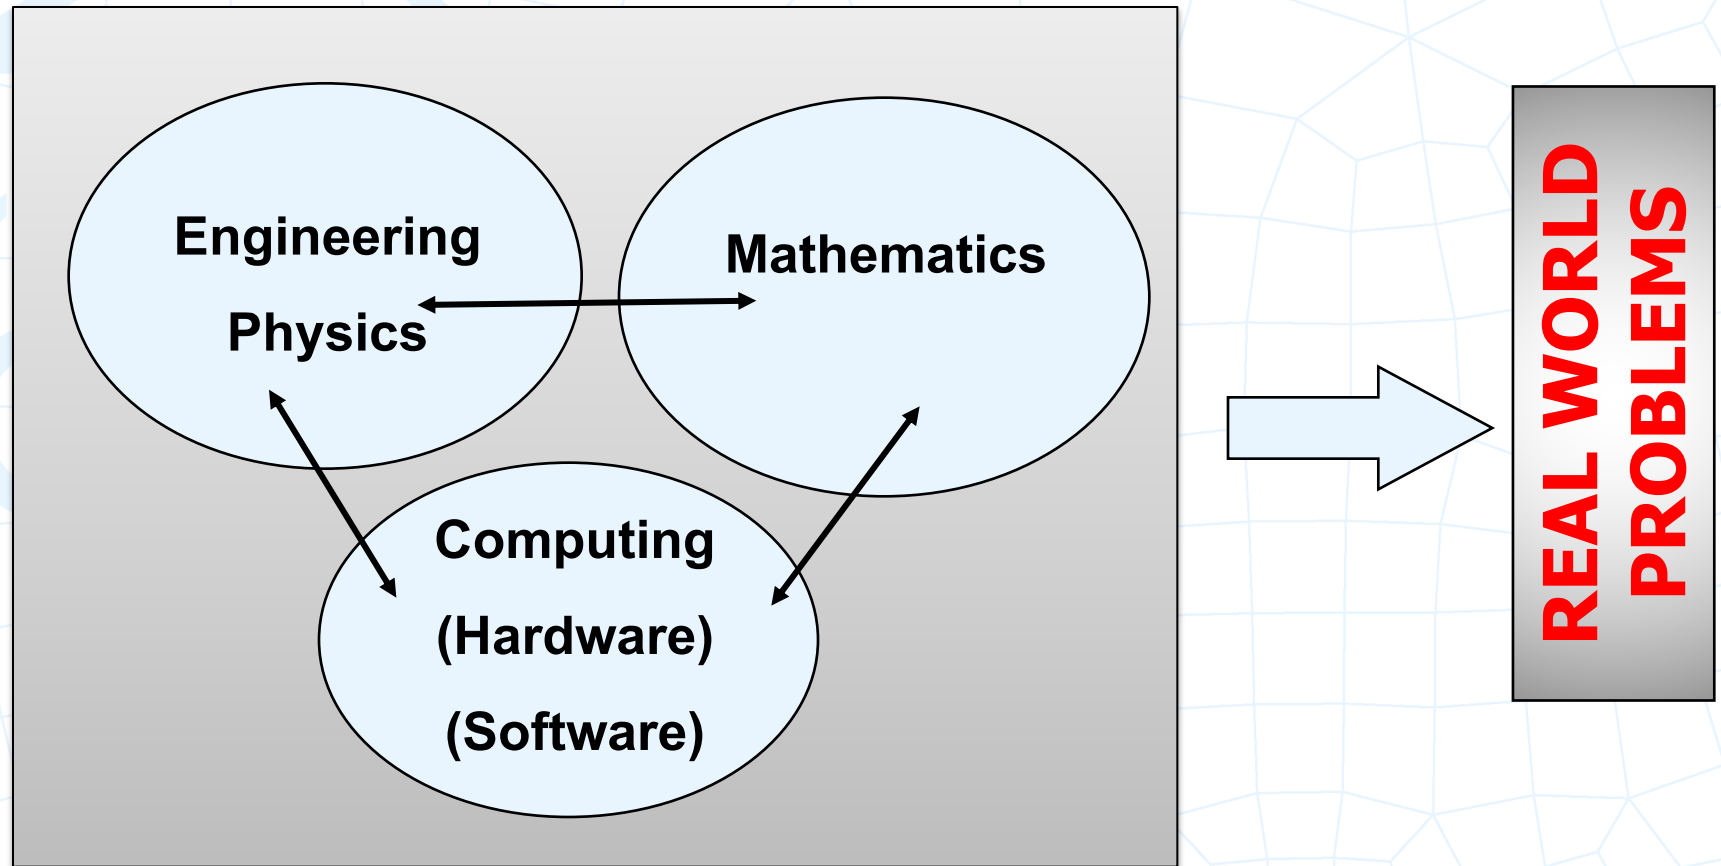 Engineering
Physics
Mathematics
Computing
(Hardware)
(Software)
REAL WORLD
PROBLEMS